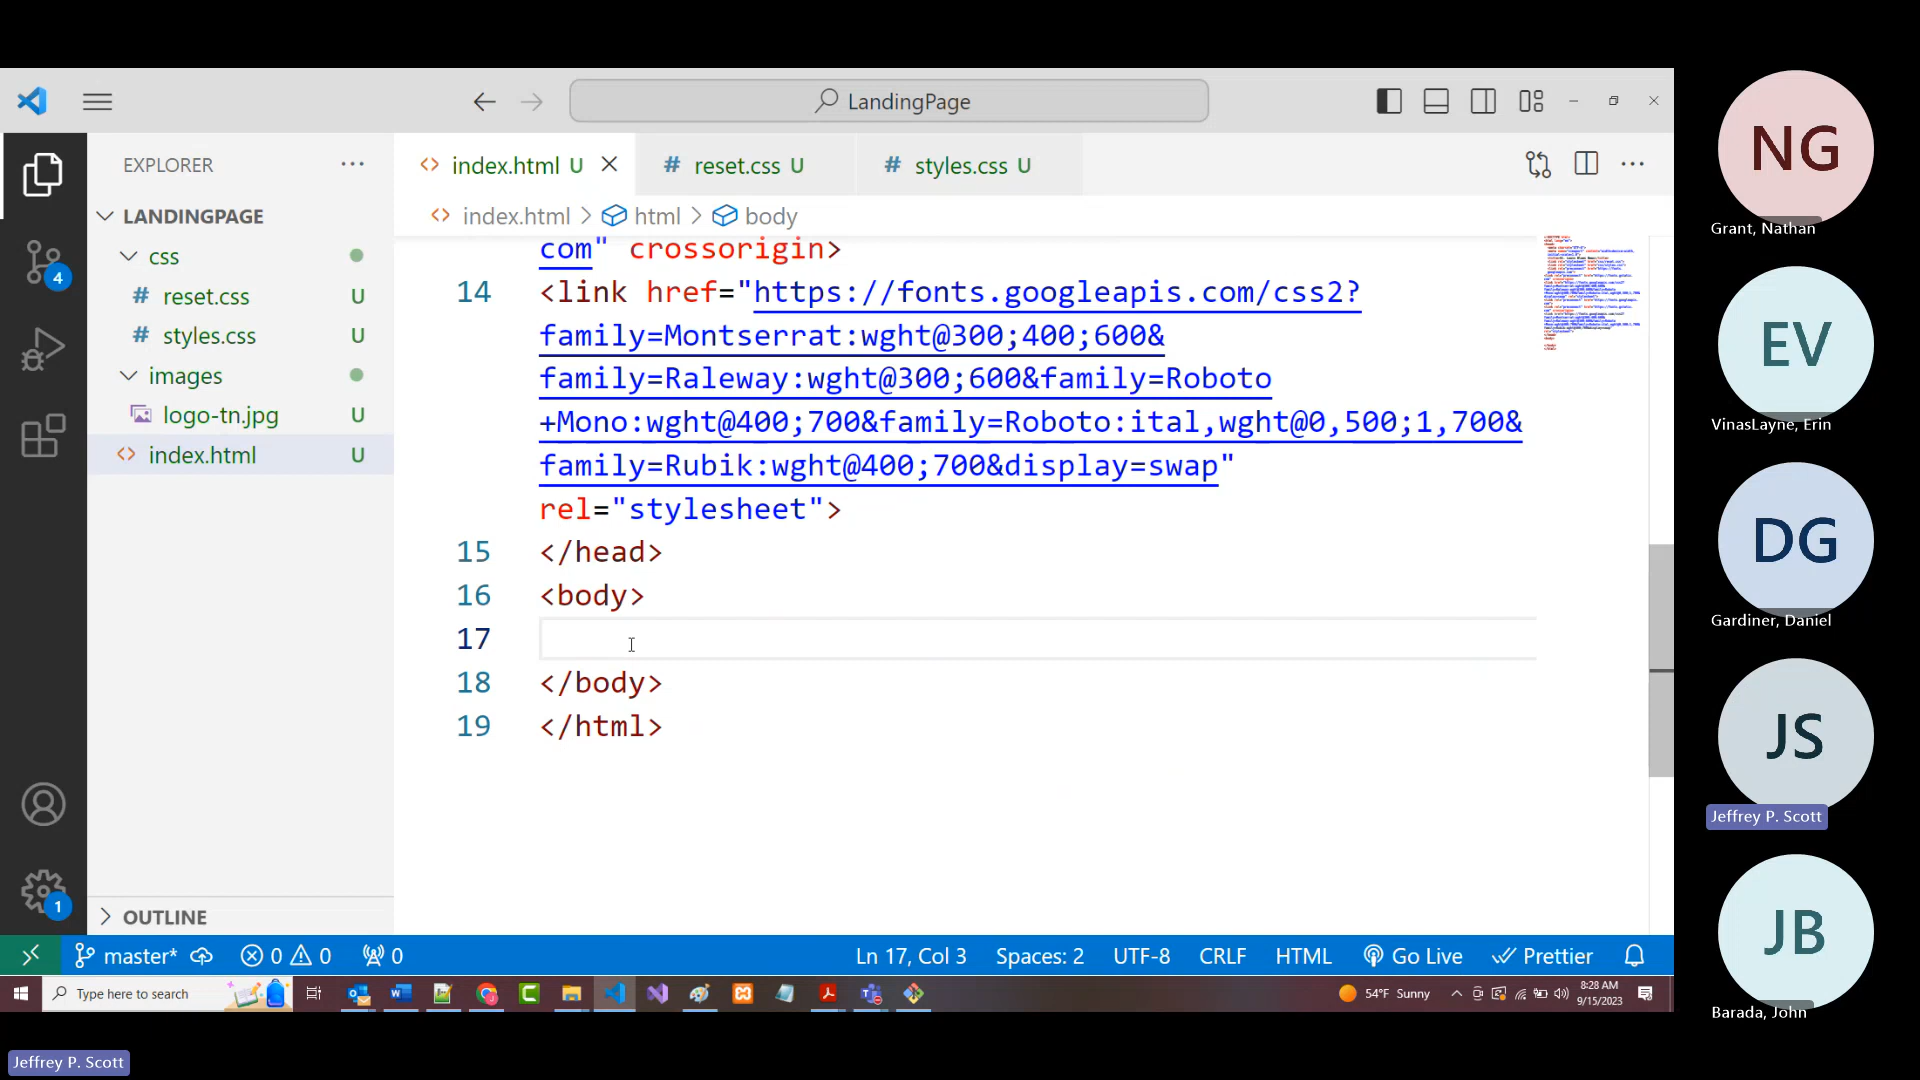 LandingPage
EXPLORER
index.html U
reset.css U
styles.css U
index.html > html > body
LANDINGPAGE
css
reset.css U
styles.css U
images
logo-tn.jpg U
index.html U
com" crossorigin>
14 <link href="https://fonts.googleapis.com/css2?
family=Montserrat:wght@300;400;600&
family=Raleway:wght@300;600&family=Roboto
+Mono:wght@400;700&family=Roboto:ital,wght@0,500;1,700&
family=Rubik:wght@400;700&display=swap"
rel="stylesheet">
15 </head>
16 <body>
17
18 </body>
19 </html>
4
1
OUTLINE
master* 0 0 0 Ln 17, Col 3 Spaces: 2 UTF-8 CRLF HTML Go Live Prettier
Type here to search
54°F Sunny
8:28 AM
9/15/2023
NG
Grant, Nathan
EV
VinasLayne, Erin
DG
Gardiner, Daniel
JS
Jeffrey P. Scott
JB
Barada, John
Jeffrey P. Scott